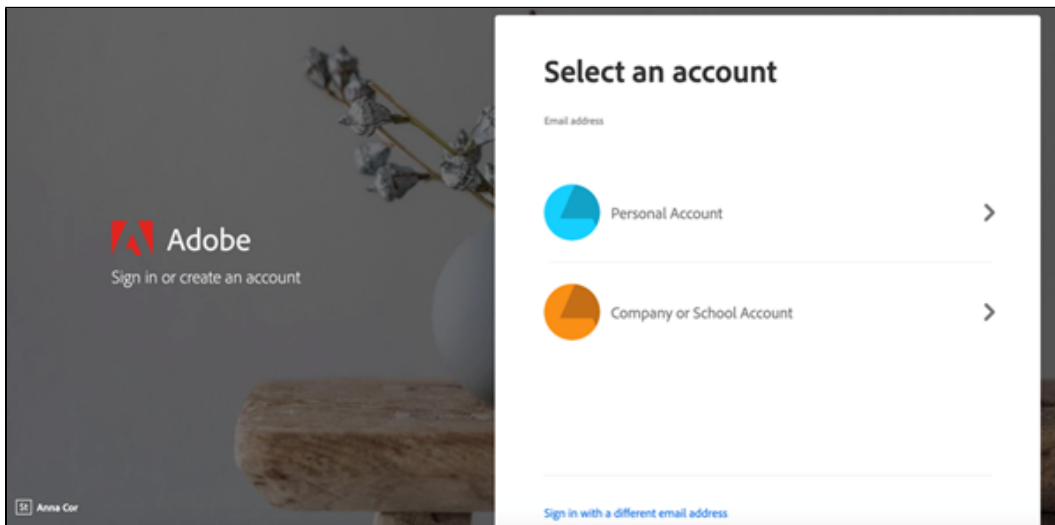 Select an account
Email address
Personal Account
Company or School Account
Sign in with a different email address
Adobe
Sign in or create an account
St Anna Cor